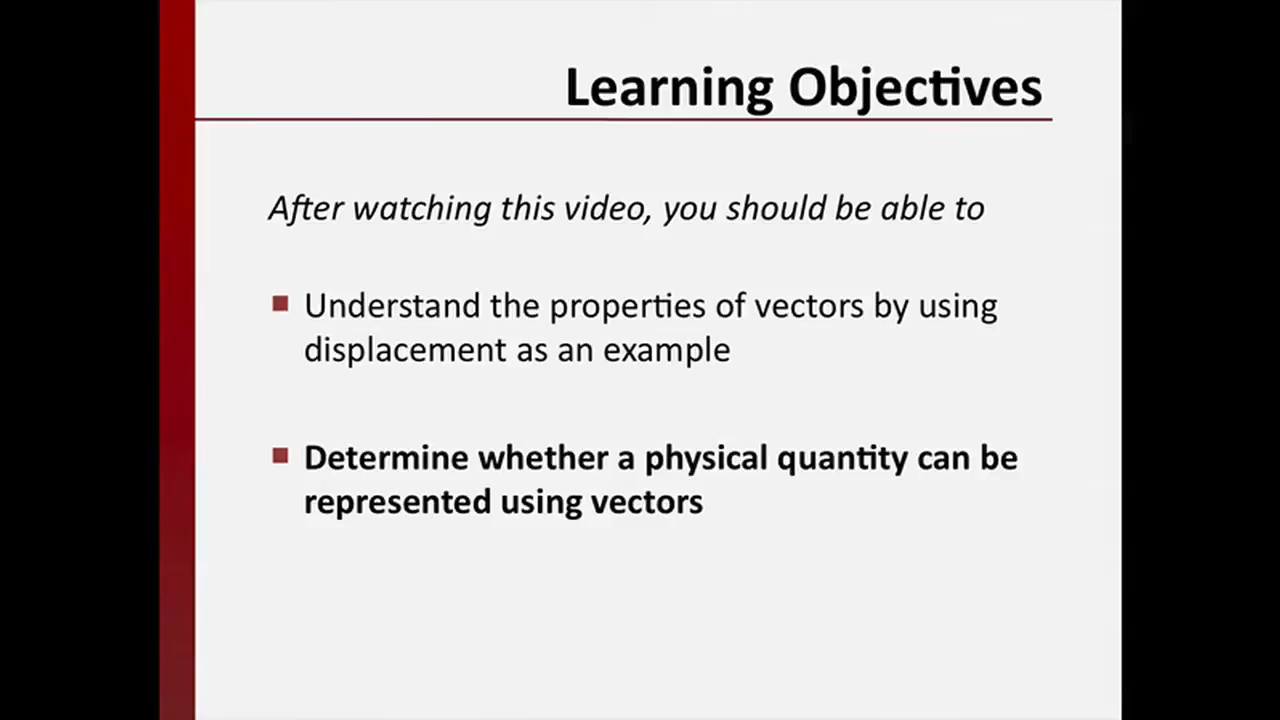 Learning Objectives
After watching this video, you should be able to
Understand the properties of vectors by using
displacement as an example
Determine whether a physical quantity can be
represented using vectors